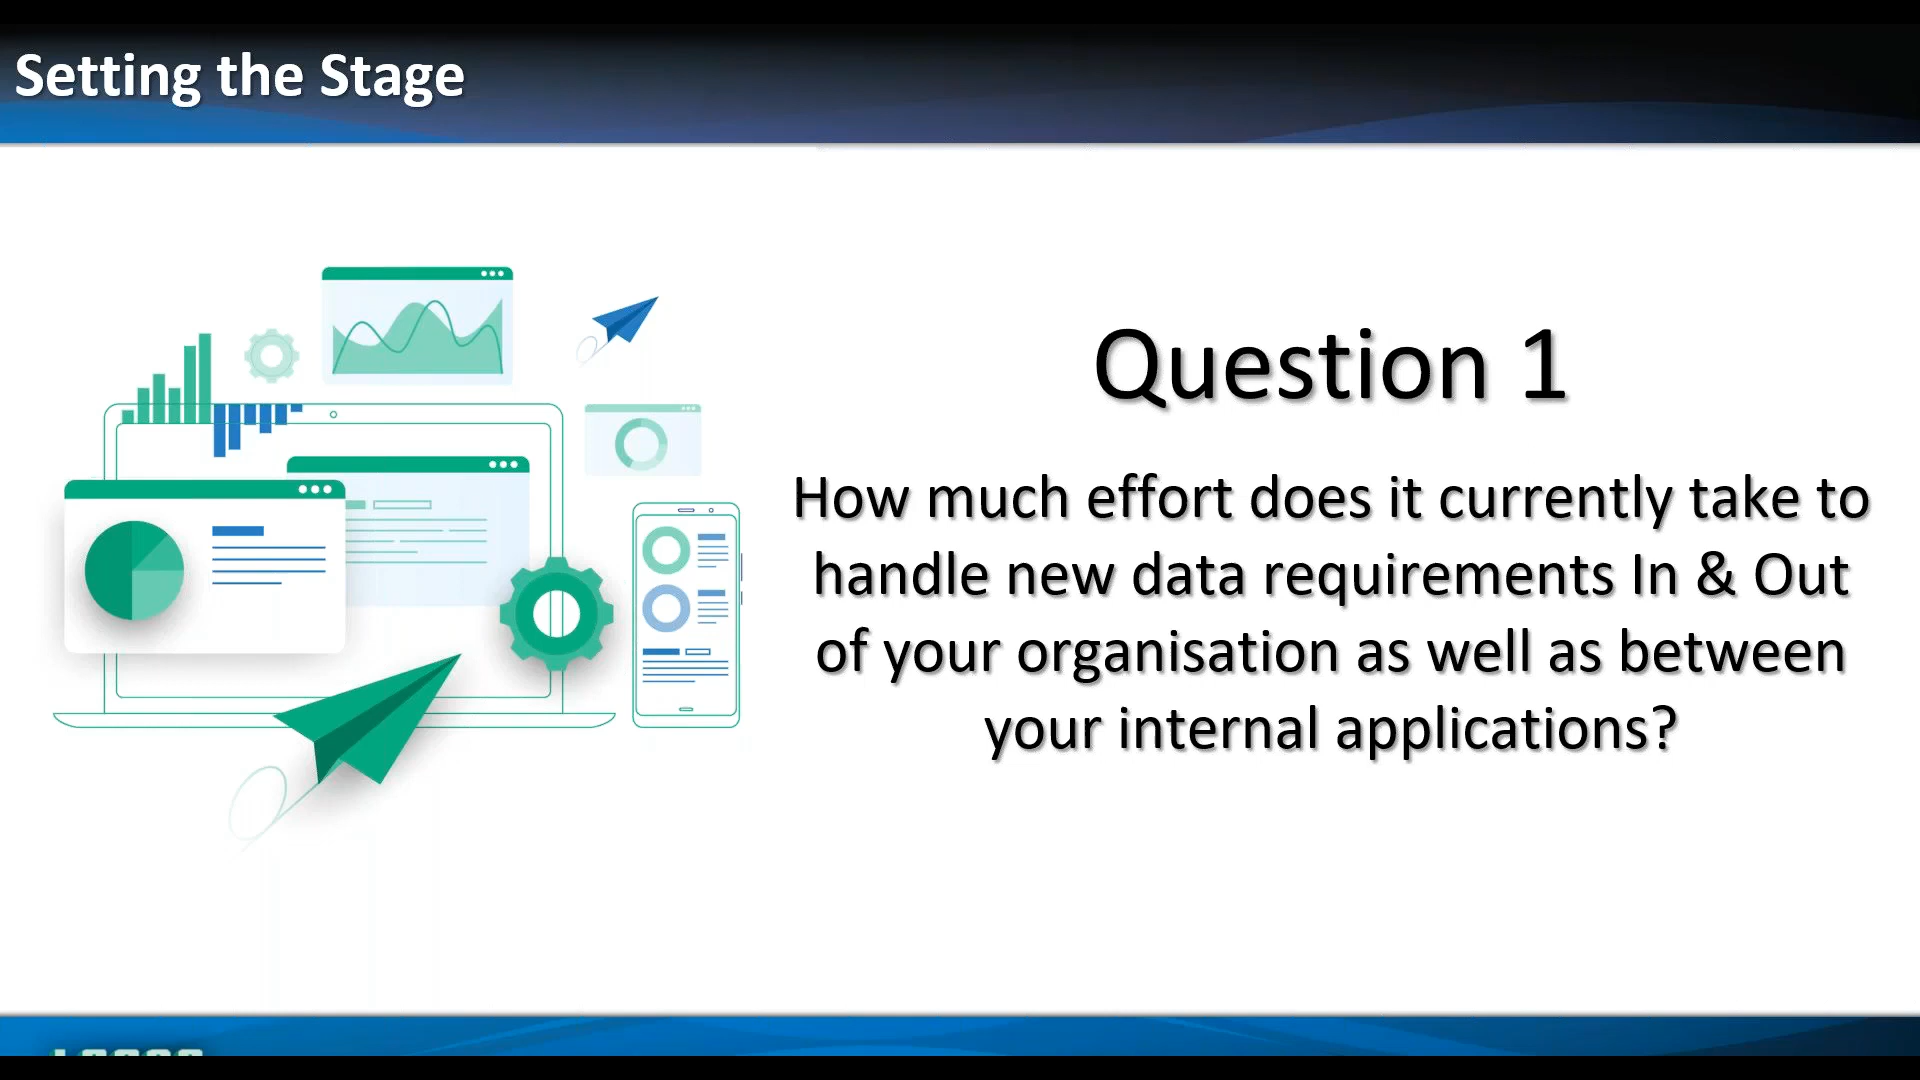 Setting the Stage
Question 1
How much effort does it currently take to
handle new data requirements In & Out
of your organisation as well as between
your internal applications?